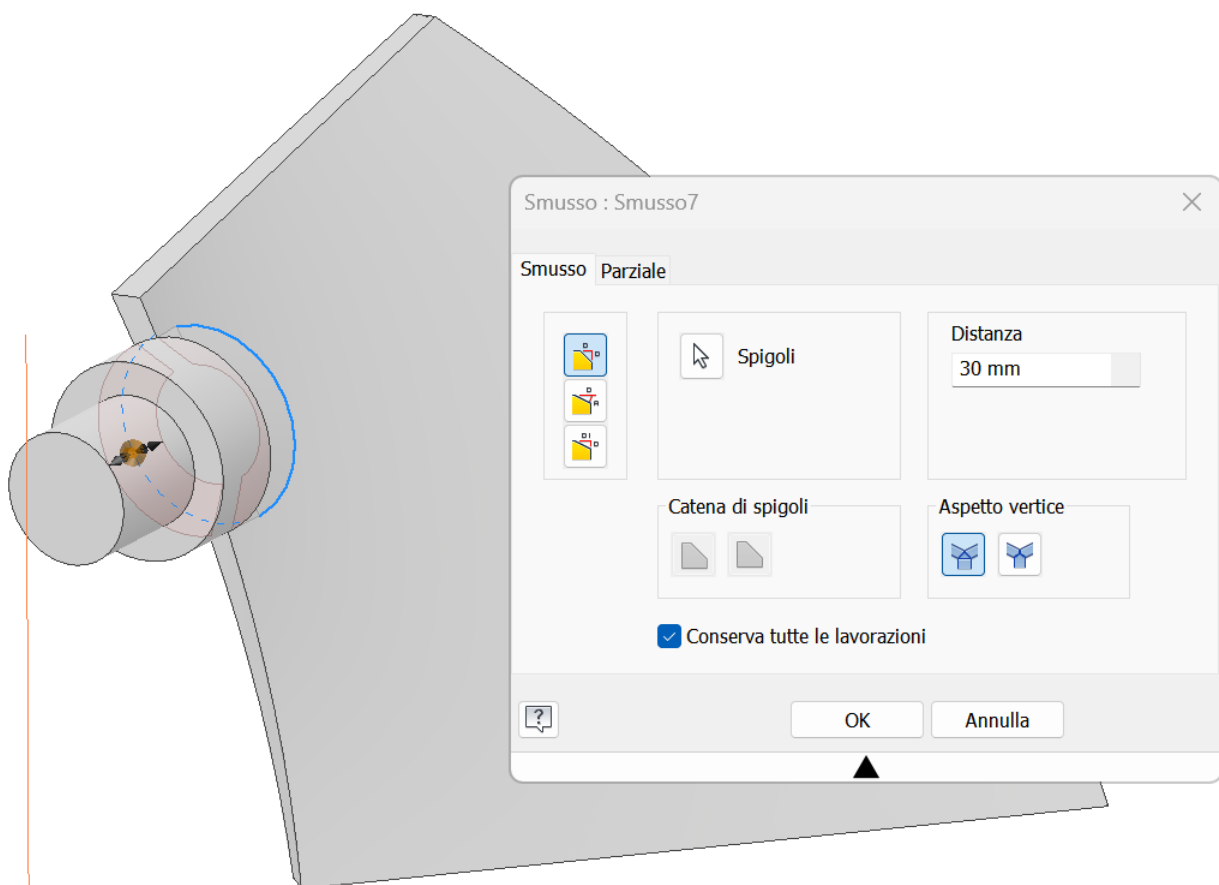 Smusso : Smusso7
Smusso
Parziale
Spigoli
Distanza
30 mm
Catena di spigoli
Aspetto vertice
Conserva tutte le lavorazioni
OK
Annulla